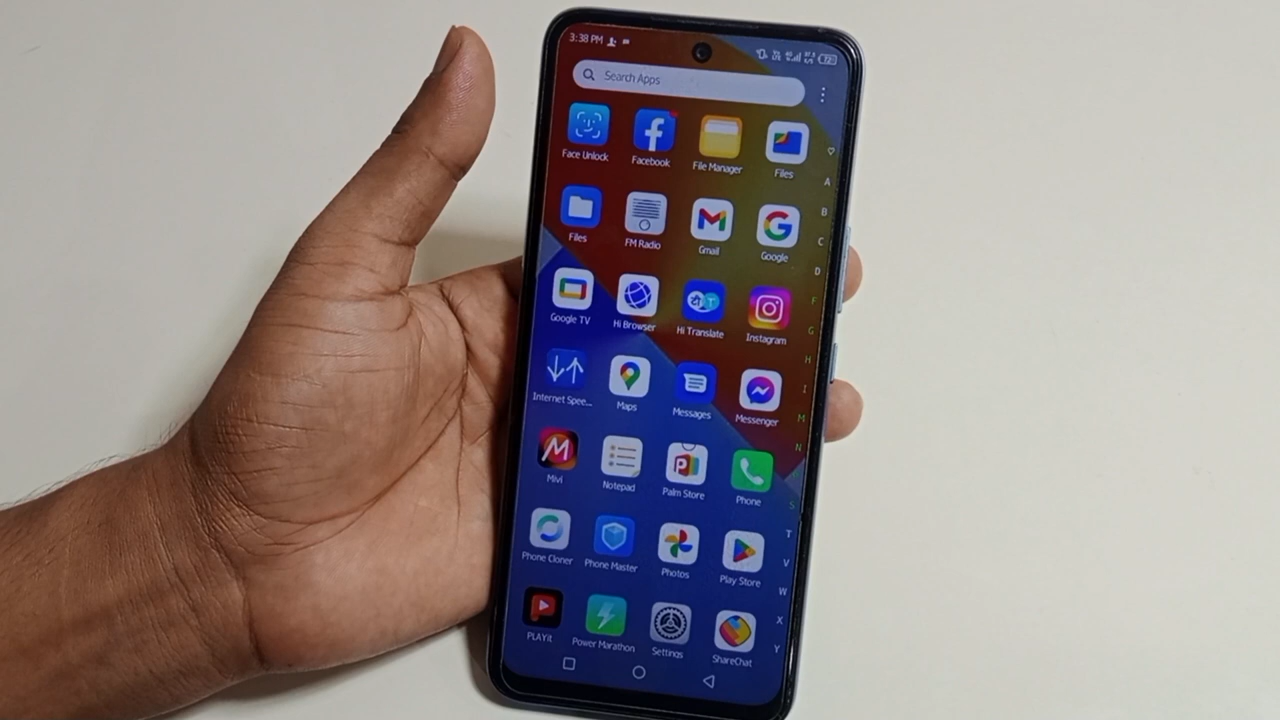 3:38 PM
Search Apps
Face Unlock
Facebook
File Manager
Files
Files
FM Radio
Gmail
Google
Google TV
Hi Browser
Hi Translate
Instagram
Internet Spee...
Maps
Messages
Messenger
Mivi
Notepad
Palm Store
Phone
Phone Cloner
Phone Master
Photos
Play Store
PLAYit
Power Marathon
Settings
ShareChat
A
B
C
D
F
G
H
I
M
N
S
T
V
W
X
Y